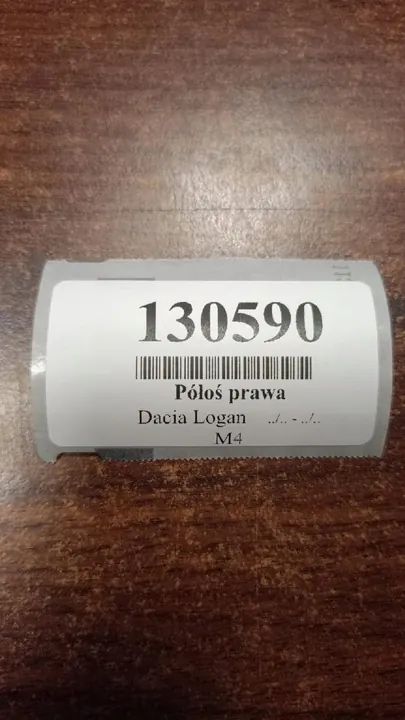 130590
Półoś prawa
Dacia Logan ../.. - ../..
M4